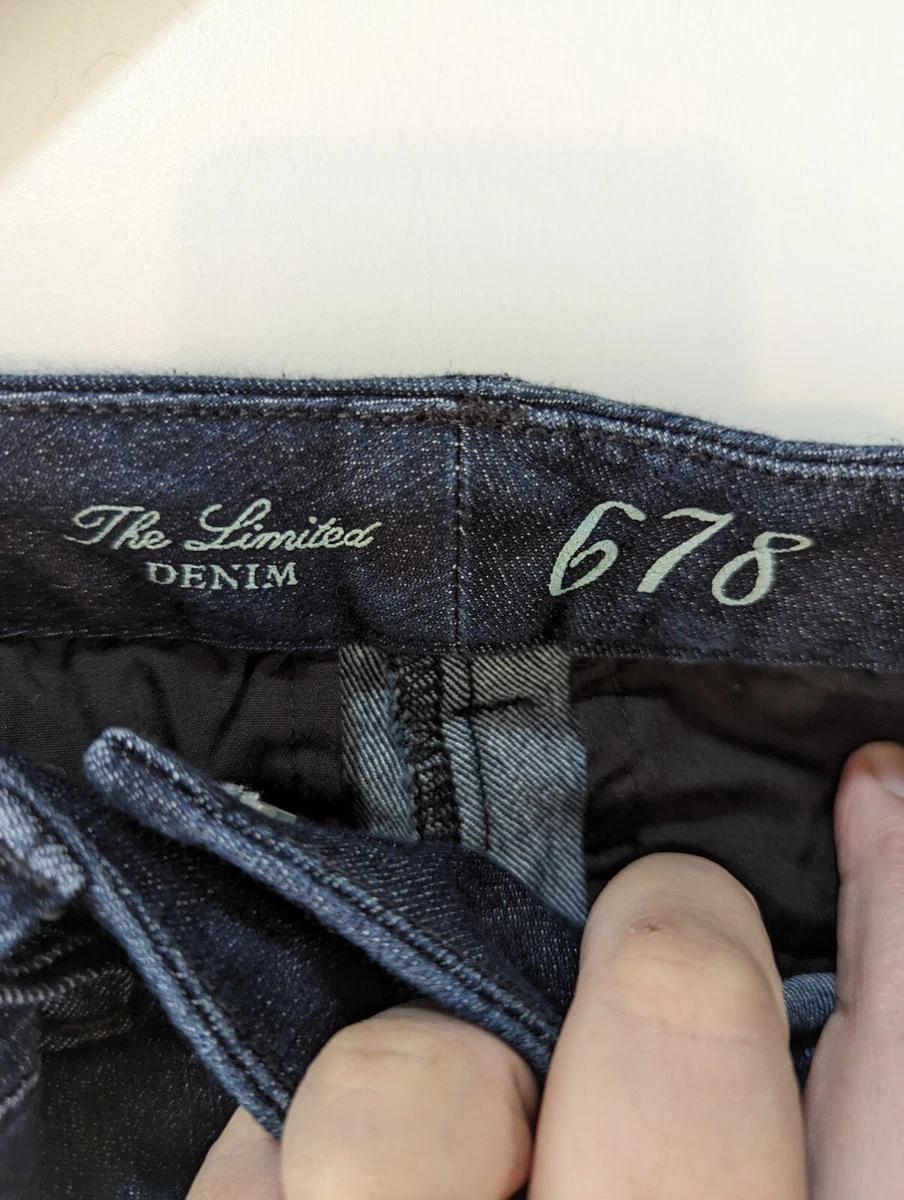 The Limited
DENIM
678